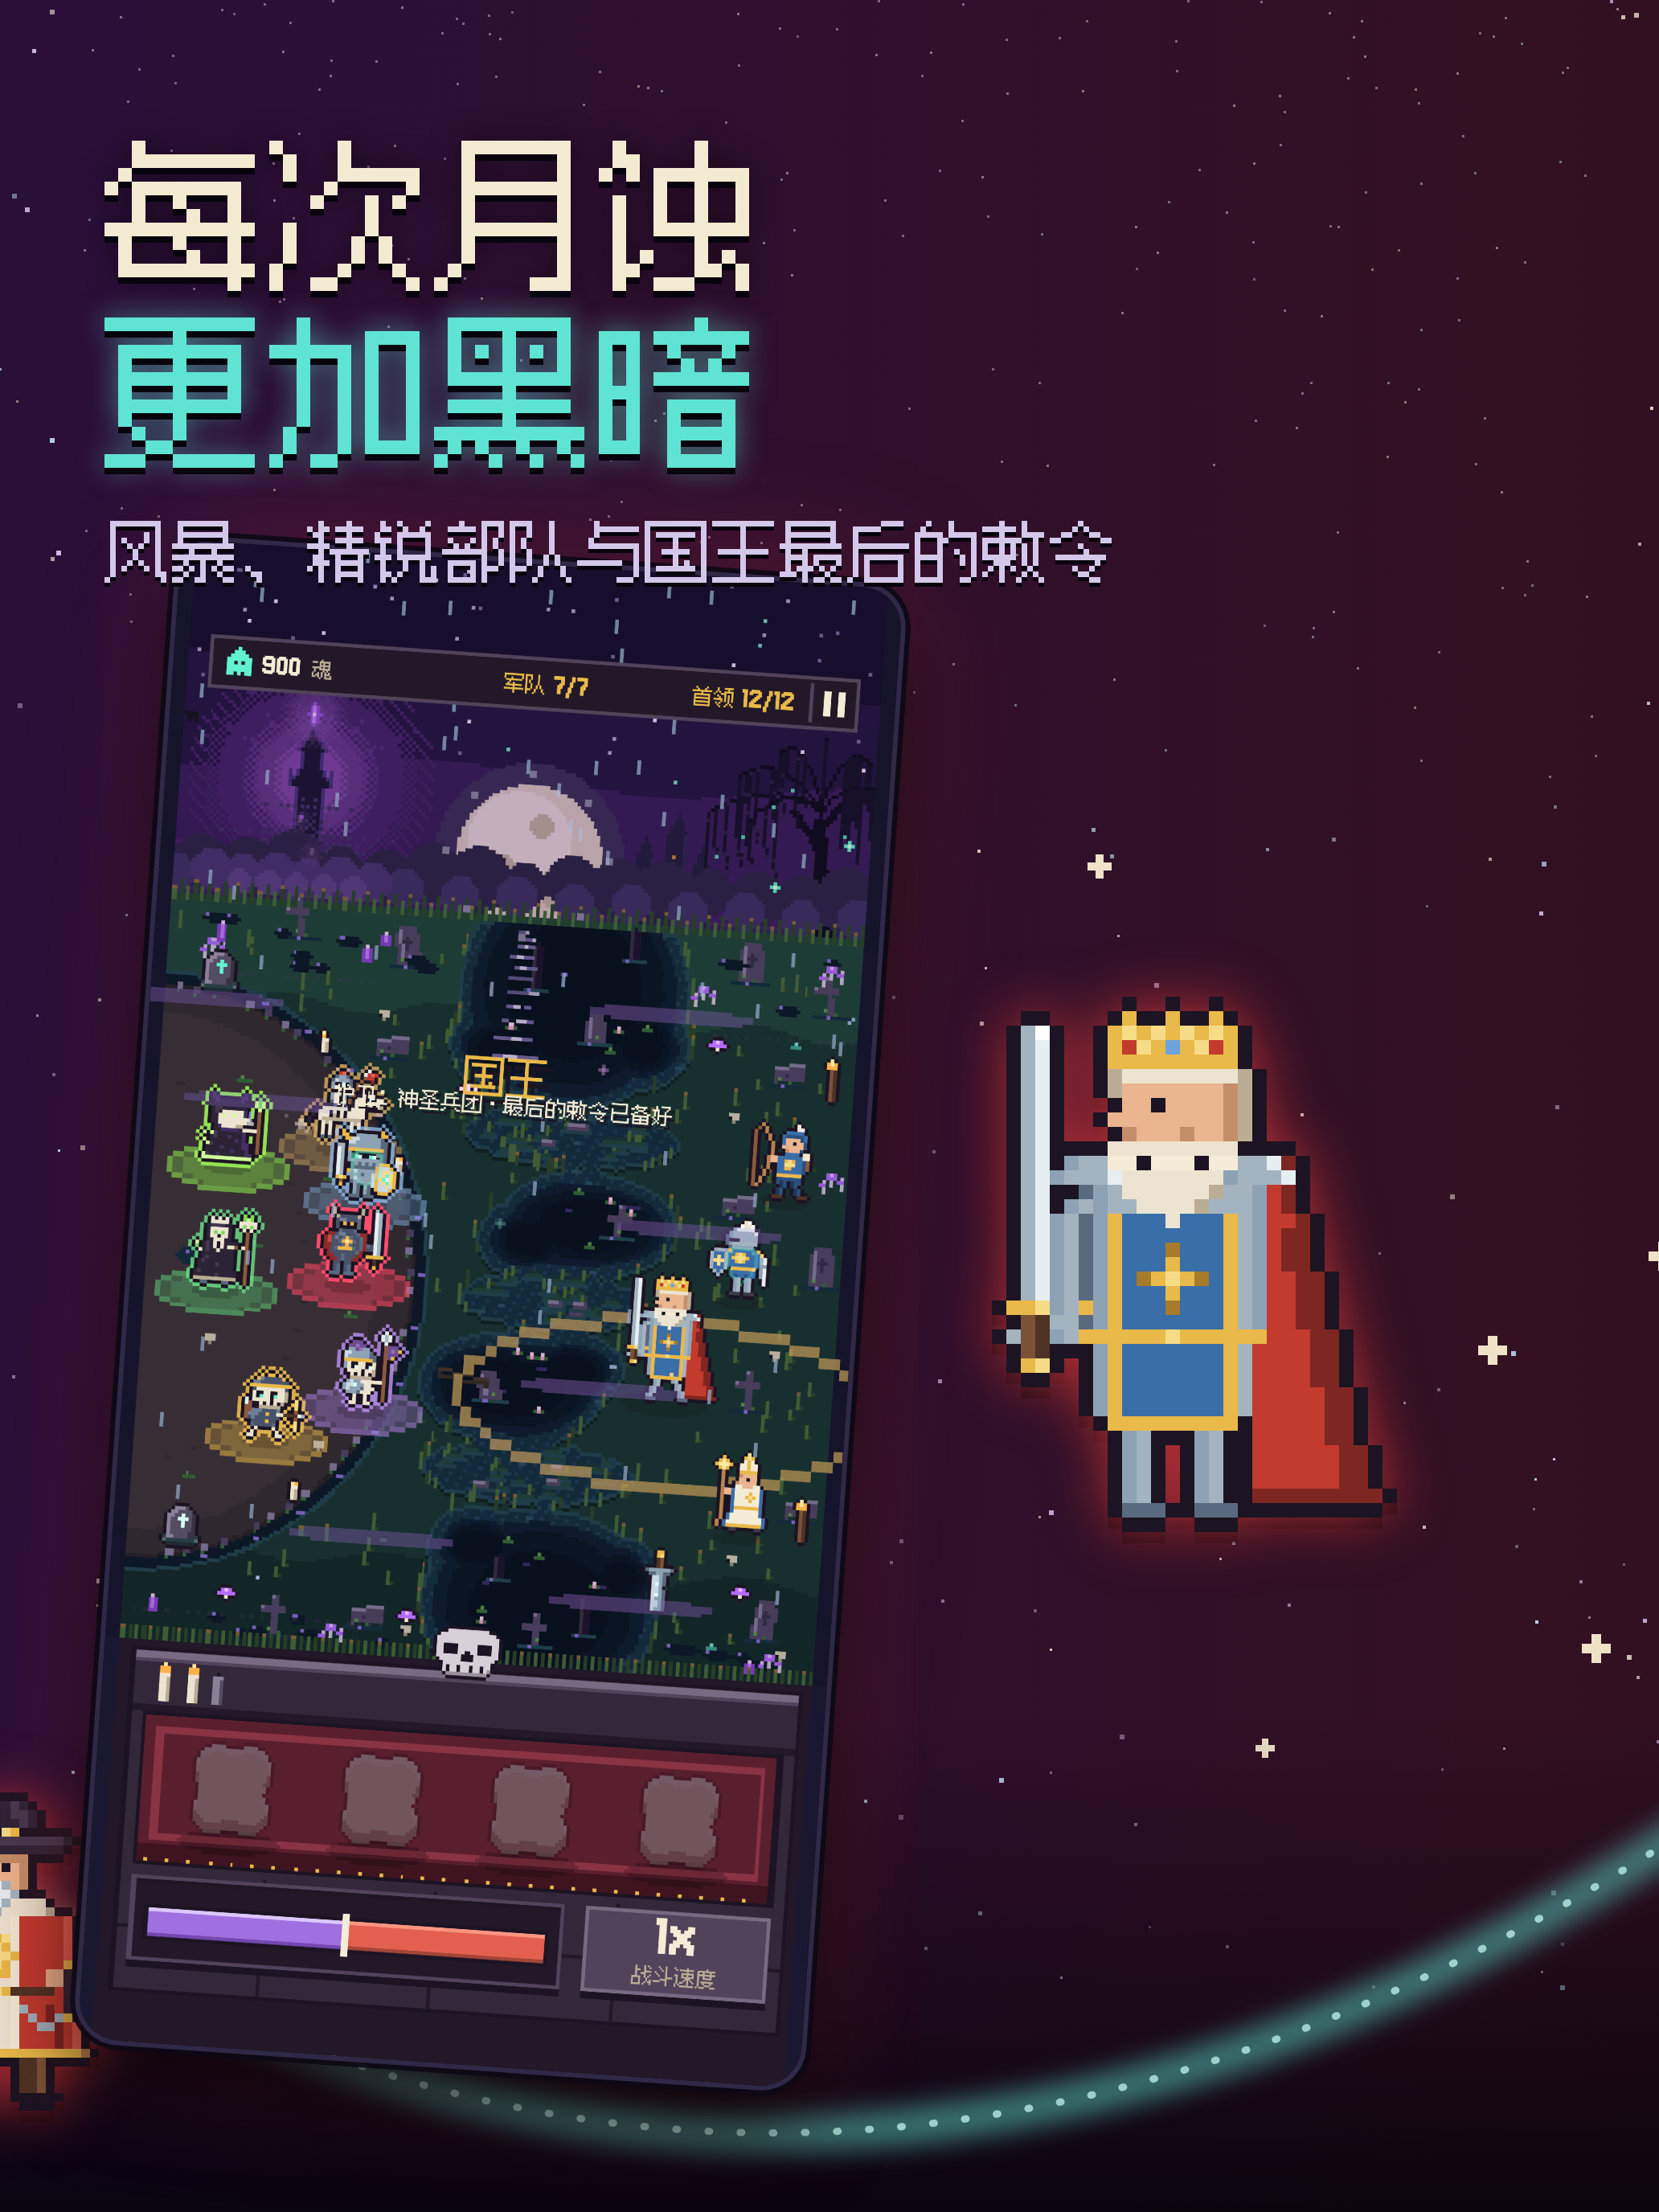 每次月蚀
更加黑暗
风暴、精锐部队与国王最后的敕令
900 魂
军队 7/7
首领 12/12
国王
护卫·神圣兵团·最后的敕令已备好
1x
战斗速度